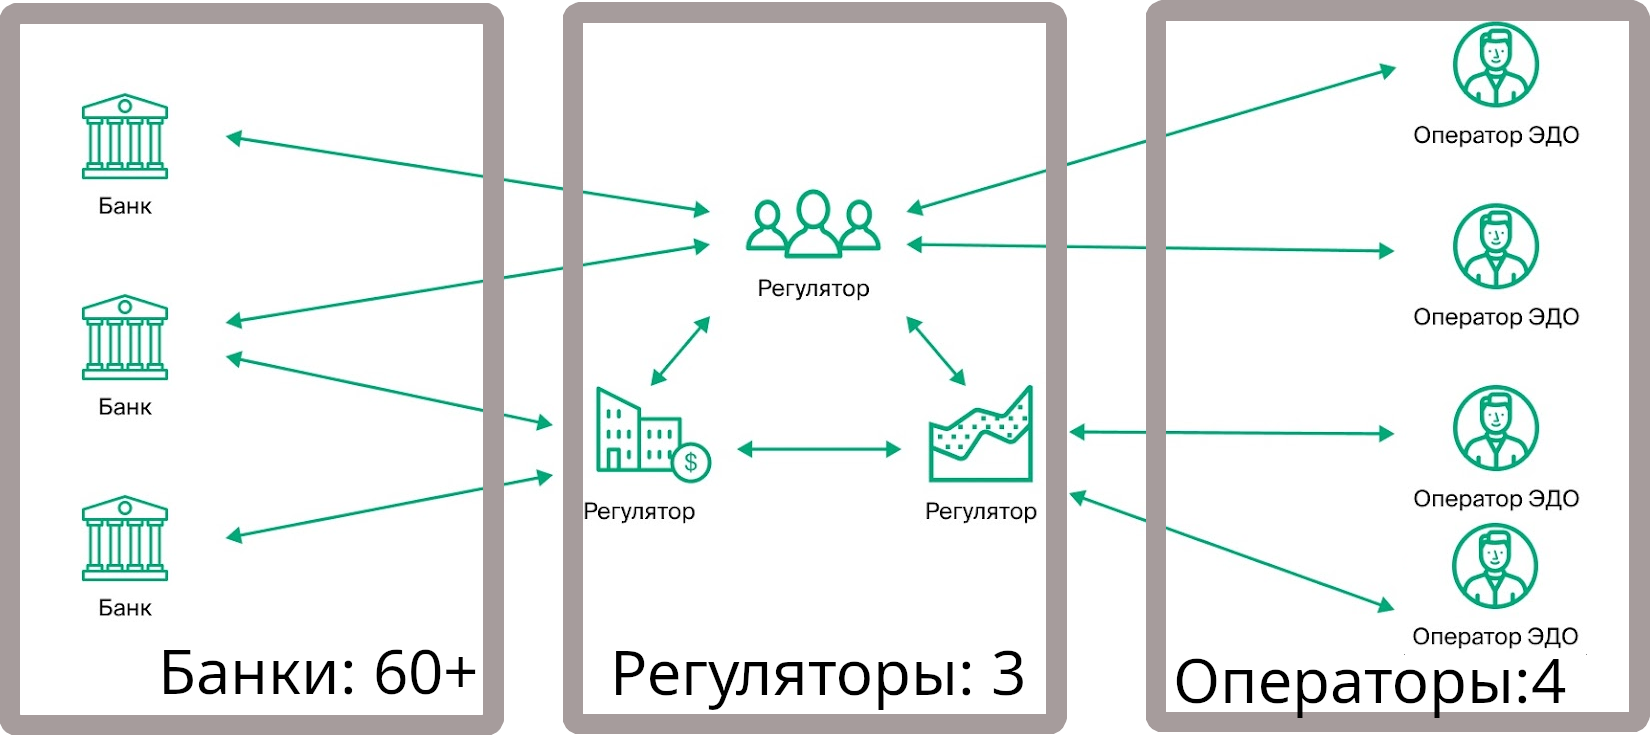 Банк
Банк
Банк
Банки: 60+
Регулятор
$
Регулятор
Регулятор
Регуляторы: 3
Оператор ЭДО
Оператор ЭДО
Оператор ЭДО
Оператор ЭДО
Операторы:4